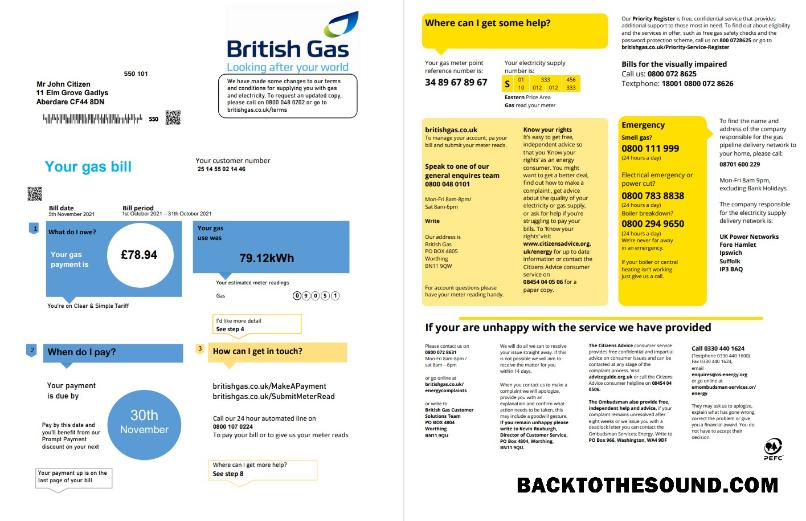 British Gas
Looking after your world
We have made some changes to our terms
and conditions for supplying you with gas
and electricity. To request an updated copy,
please call on 0800 048 0202 or go to
britishgas.co.uk/terms
550 101
Mr John Citizen
11 Elm Grove Gadlys
Aberdare CF44 8DN
550
Your gas bill
Your customer number
25 14 55 02 14 46
Bill date
5th November 2021
Bill period
1st October 2021 – 31th October 2021
1
What do I owe?
Your gas
payment is
£78.94
You're on Clear & Simple Tariff
Your gas
use was
79.12kWh
Your estimated meter readings
Gas
09051
I'd like more detail
See step 4
2
When do I pay?
Your payment
is due by
30th
November
Pay by this date and
you'll benefit from our
Prompt Payment
discount on your next
Your payment up is on the
last page of your bill
3
How can I get in touch?
britishgas.co.uk/MakeAPayment
britishgas.co.uk/SubmitMeterRead
Call our 24 hour automated line on
0800 107 0224
To pay your bill or to give us your meter reads
Where can I get more help?
See step 8
Where can I get some help?
Your gas meter point
reference number is:
34 89 67 89 67
Your electricity supply
number is:
S
01 333 456
10 012 012 333
Eastern Price Area
Gas read your meter
Our Priority Register is free, confidential service that provides
additional support to those most in need. To find out about eligibility
and the services in offer, such as free gas safety checks and the
password protection scheme, call us on 800 0728625 or go to
britishgas.co.uk/Priority-Service-Register
Bills for the visually impaired
Call us: 0800 072 8625
Textphone: 18001 0800 072 8626
britishgas.co.uk
To manage your account, pay your
bill and submit your meter reads.
Speak to one of our
general enquires team
0800 048 0101
Mon-Fri 8am-8pm/
Sat 8am-6pm
Write
Our address is
British Gas
PO BOX 4805
Worthing
BN11 9QW
For account questions please
have your meter reading handy.
Know your rights
It's easy to get free,
independent advice so
that you 'Know your
rights' as an energy
consumer. You might
want to get a better deal,
find out how to make a
complaint , get advice
about the quality of your
electricity or gas supply,
or ask for help if you're
struggling to pay your
bills. To 'Know your
rights' visit
www.citizensadvice.org.
uk/energy for up to date
information or contact the
Citizens Advice consumer
service on
08454 04 05 06 for a
paper copy.
Emergency
Smell gas?
0800 111 999
(24 hours a day)
Electrical emergency or
power cut?
0800 783 8838
(24 hours a day)
Boiler breakdown?
0800 294 9650
(24 hours a day)
We're never far away
in an emergency.
If your boiler or central
heating isn't working
just give us a call.
To find the name and
address of the company
responsible for the gas
pipeline delivery network to
your home, please call:
08701 600 229
Mon-Fri 8am 9pm,
excluding Bank Holidays
The company responsible
for the electricity supply
delivery network is:
UK Power Networks
Fore Hamlet
Ipswich
Suffolk
IP3 8AQ
If your are unhappy with the service we have provided
Please contact us on
0800 072 8631
Mon-Fri 8am-6pm /
sat 8am – 6pm
or go online at
britishgas.co.uk/
energycomplaints
or write to
British Gas Customer
Solutions Team
PO BOX 4804
Worthing
BN11 9QU
We will do all we can to resolve
your issue straight away. If this
is not possible we will aim to
resolve the matter for you
within 14 days.
When you contact us to make a
complaint we will apologize,
provide you with an
explanation and confirm what
action needs to be taken, this
may include a goodwill gesture.
If you remain unhappy please
write to Kevin Roxburgh,
Director of Customer Service,
PO Box 4804, Worthing,
BN11 9QU.
The Citizens Advice consumer
service provides free, confidential and impartial
advice on consumer issues and can be
contacted at any stage of the
complaint process. Visit
adviceguide.org.uk or call the Citizens
Advice consumer helpline on 08454 04
0506.
The Ombudsman also provide free,
independent help and advice, if your
complaint remains unresolved after
eight weeks or we issue you with a
deadlock letter you can contact the
Ombudsman Services: Energy. Write to
PO Box 966, Washington, WA4 9DF
Call 0330 440 1624
(Textphone 0330 440 1600)
Fax 0330 440 1624,
email
enquires@os-energy.org
or go online at
ombudsman-services.or/
energy
They may ask us to apologise,
explain what has gone wrong,
correct the problem or give
you a financial award. You do
not have to accept their
decision.
PEFC
BACKTOTHESOUND.COM